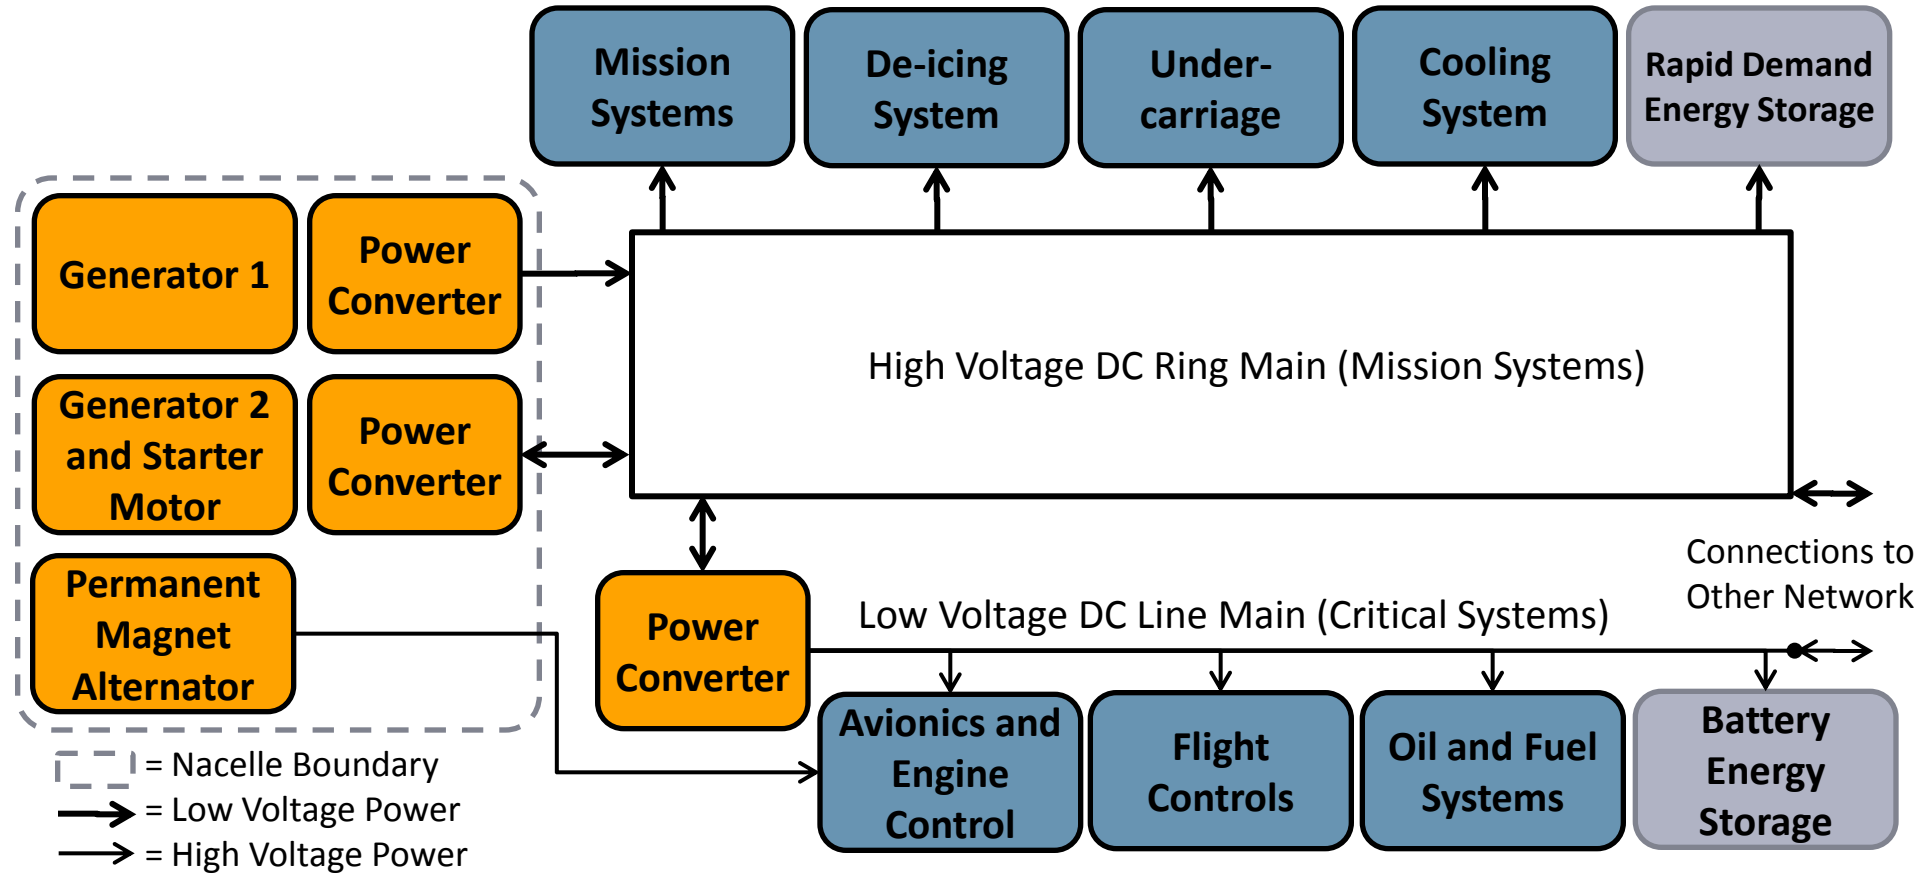 Mission
Systems
De-icing
System
Under-
carriage
Cooling
System
Rapid Demand
Energy Storage
Generator 1
Power
Converter
High Voltage DC Ring Main (Mission Systems)
Generator 2
and Starter
Motor
Power
Converter
Connections to
Other Network
Permanent
Magnet
Alternator
Power
Converter
Low Voltage DC Line Main (Critical Systems)
Avionics and
Engine
Control
Flight
Controls
Oil and Fuel
Systems
Battery
Energy
Storage
= Nacelle Boundary
= Low Voltage Power
= High Voltage Power